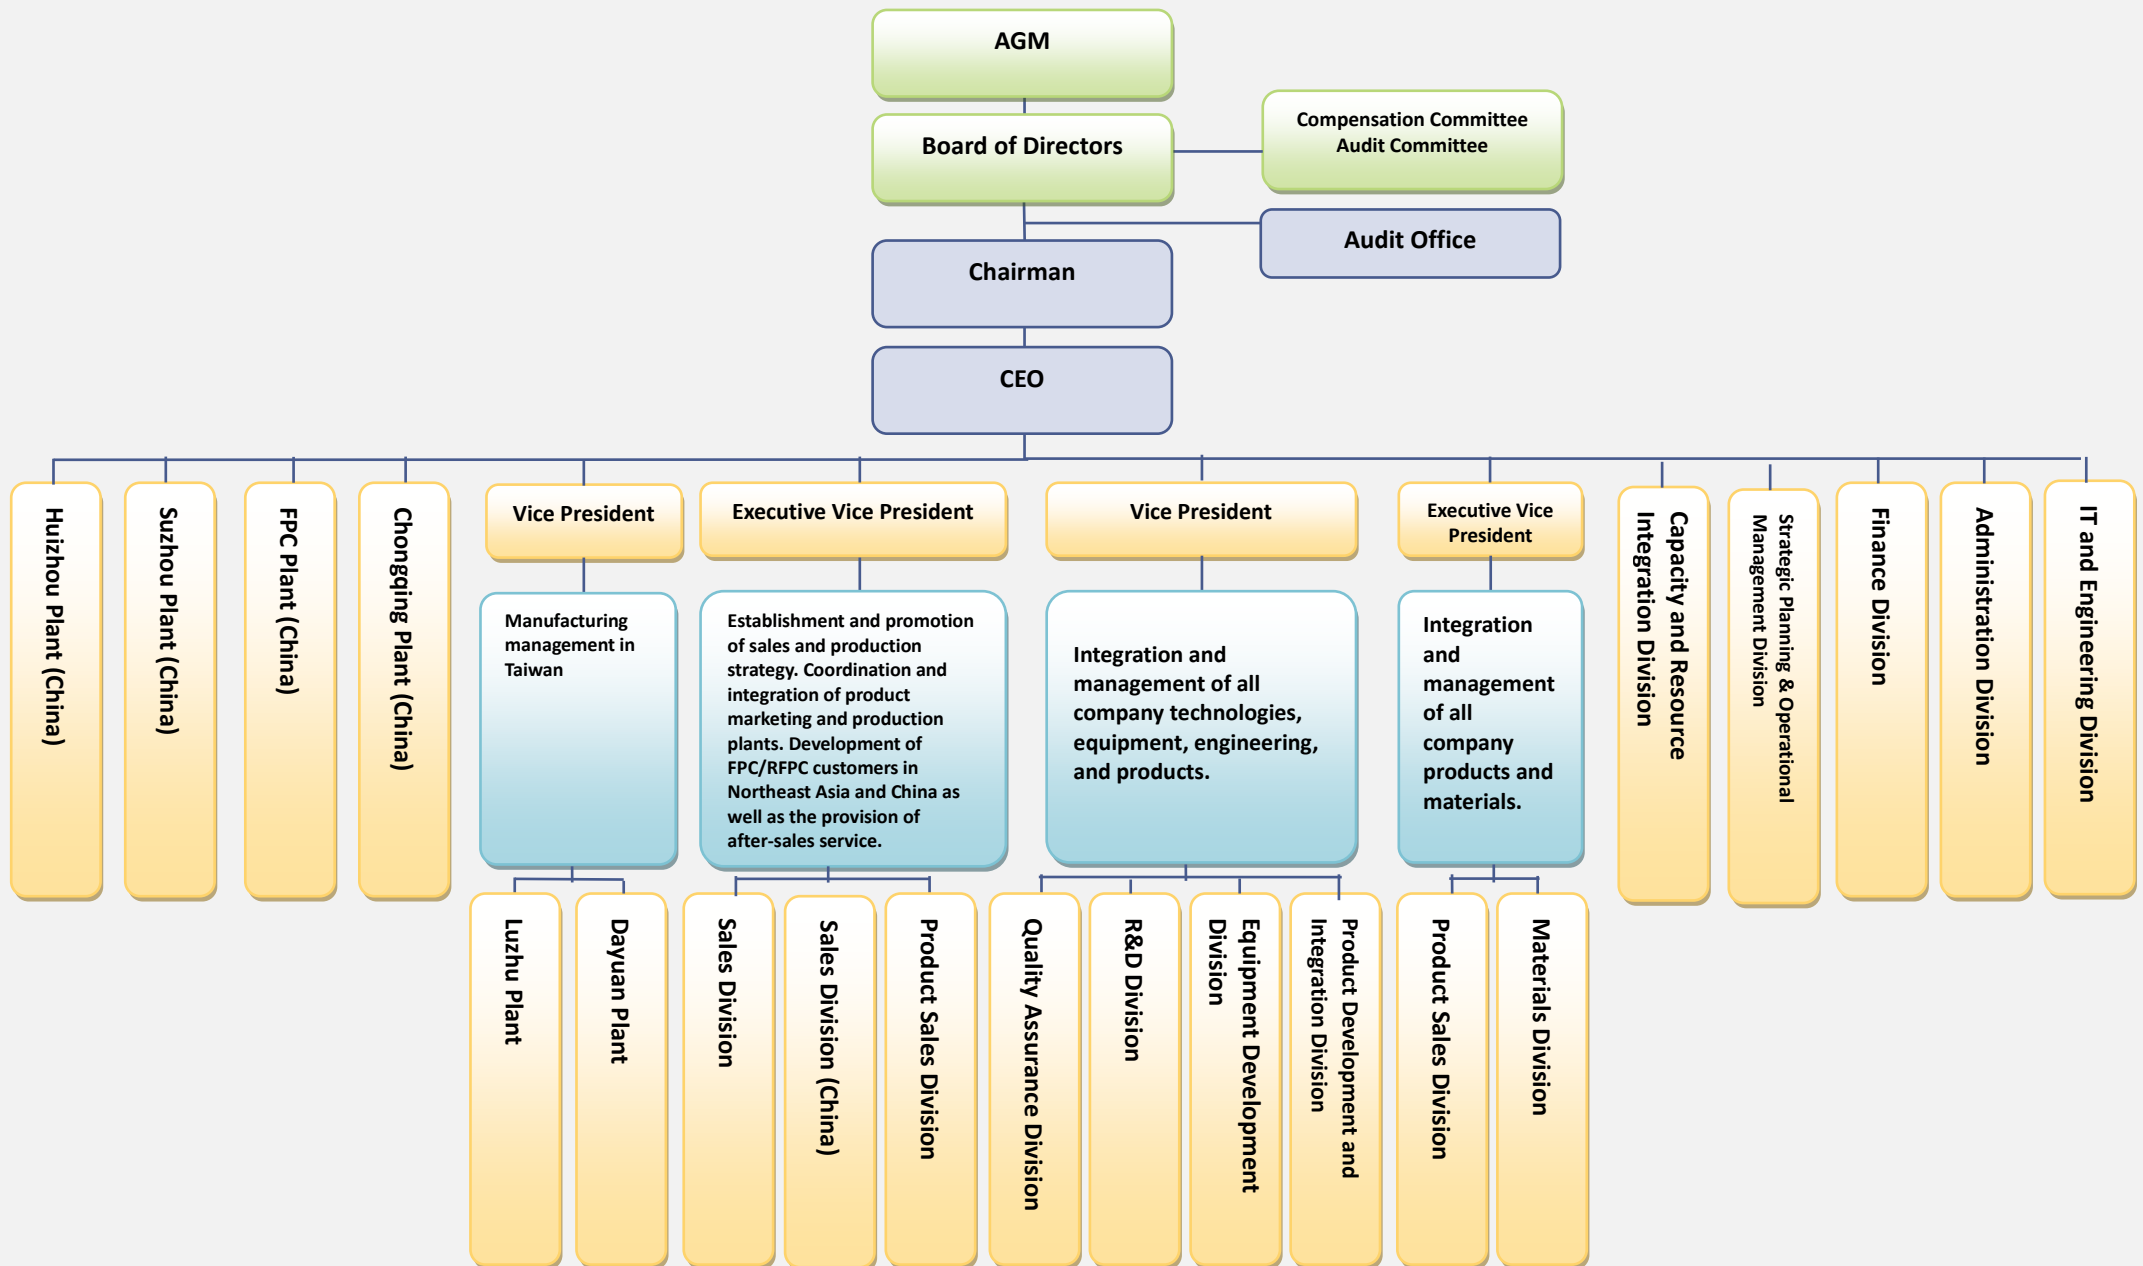 AGM
Compensation Committee
Audit Committee
Board of Directors
Audit Office
Chairman
CEO
Huizhou Plant (China)
Suzhou Plant (China)
FPC Plant (China)
Chongqing Plant (China)
Vice President
Executive Vice President
Vice President
Executive Vice
President
Capacity and Resource
Integration Division
Strategic Planning & Operational
Management Division
Finance Division
Administration Division
IT and Engineering Division
Manufacturing
management in
Taiwan
Establishment and promotion
of sales and production
strategy. Coordination and
integration of product
marketing and production
plants. Development of
FPC/RFPC customers in
Northeast Asia and China as
well as the provision of
after-sales service.
Integration and
management of all
company technologies,
equipment, engineering,
and products.
Integration
and
management
of all
company
products and
materials.
Luzhu Plant
Dayuan Plant
Sales Division
Sales Division (China)
Product Sales Division
Quality Assurance Division
R&D Division
Equipment Development
Division
Product Development and
Integration Division
Product Sales Division
Materials Division